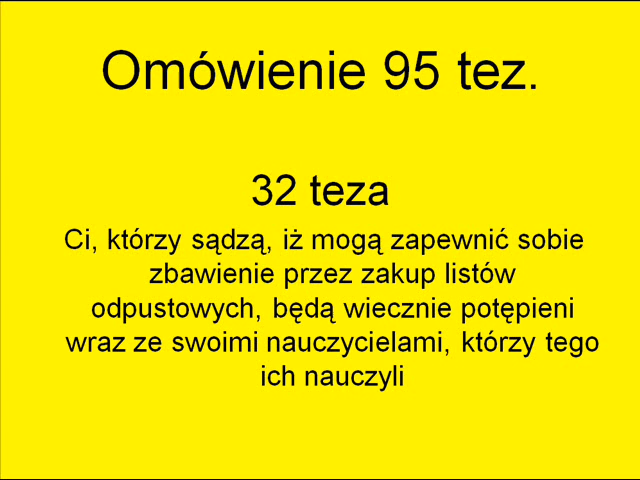 Omówienie 95 tez.
32 teza
Ci, którzy sądzą, iż mogą zapewnić sobie
zbawienie przez zakup listów
odpustowych, będą wiecznie potępieni
wraz ze swoimi nauczycielami, którzy tego
ich nauczyli